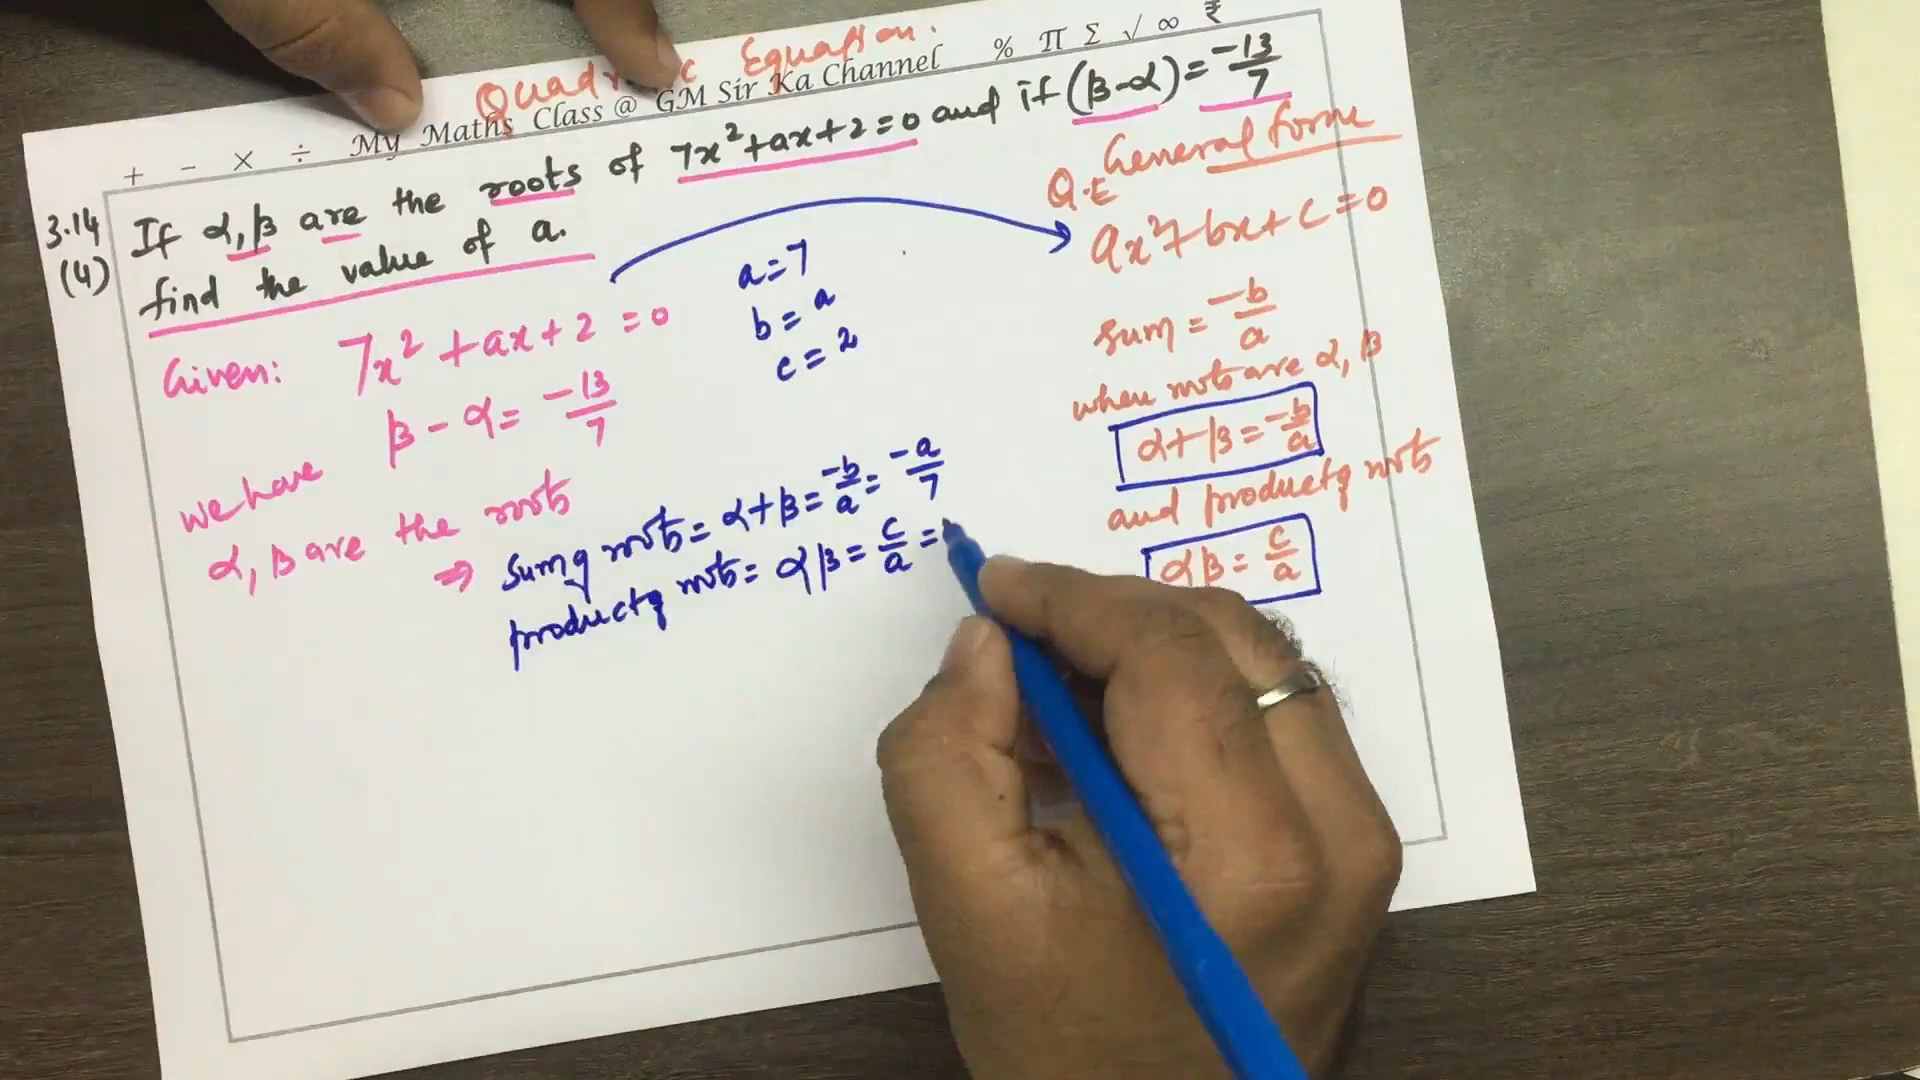 Quadratic Equation.
+ - × ÷ My Maths Class @ GM Sir Ka Channel % Π Σ √ ∞ ₹
3.14 If α, β are the roots of 7x²+ax+2=0 and if (β-α) = -13/7
(4) find the value of a.
Given: 7x² + ax + 2 = 0
β - α = -13/7
we have
α, β are the roots
a = 7
b = a
c = 2
⇒ Sum of roots = α+β = -b/a = -a/7
product of roots = αβ = c/a =
General form
Q.E
ax²+bx+c=0
sum = -b/a
when roots are α, β
α+β = -b/a
and product of roots
αβ = c/a